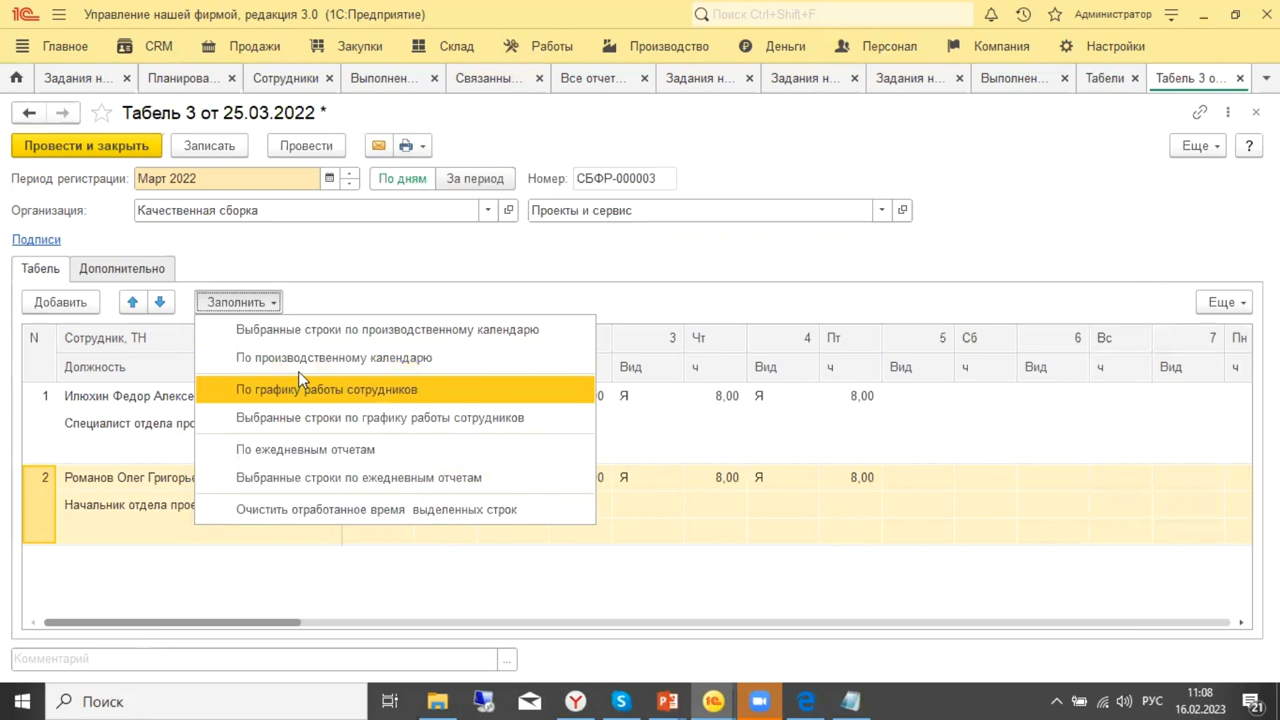 Управление нашей фирмой, редакция 3.0 (1С:Предприятие)
Поиск Ctrl+Shift+F
Администратор
Главное
CRM
Продажи
Закупки
Склад
Работы
Производство
Деньги
Персонал
Компания
Настройки
Задания н...
Планирова...
Сотрудники
Выполнен...
Связанны...
Все отчет...
Задания н...
Задания н...
Задания н...
Выполнен...
Табели
Табель 3 о...
Табель 3 от 25.03.2022 *
Провести и закрыть
Записать
Провести
Еще
?
Период регистрации:
Март 2022
По дням
За период
Номер:
СБФР-000003
Организация:
Качественная сборка
Проекты и сервис
Подписи
Табель
Дополнительно
Добавить
Заполнить
Еще
Выбранные строки по производственному календарю
По производственному календарю
По графику работы сотрудников
Выбранные строки по графику работы сотрудников
По ежедневным отчетам
Выбранные строки по ежедневным отчетам
Очистить отработанное время выделенных строк
N Сотрудник, ТН 3 Чт 4 Пт 5 Сб 6 Вс 7 Пн
Должность Вид ч Вид ч Вид ч Вид ч Вид ч
1 Илюхин Федор Алексе 0 Я 8,00 Я 8,00
Специалист отдела про
2 Романов Олег Григорье 0 Я 8,00 Я 8,00
Начальник отдела прое
Комментарий
...
Поиск
РУС
11:08
16.02.2023
21